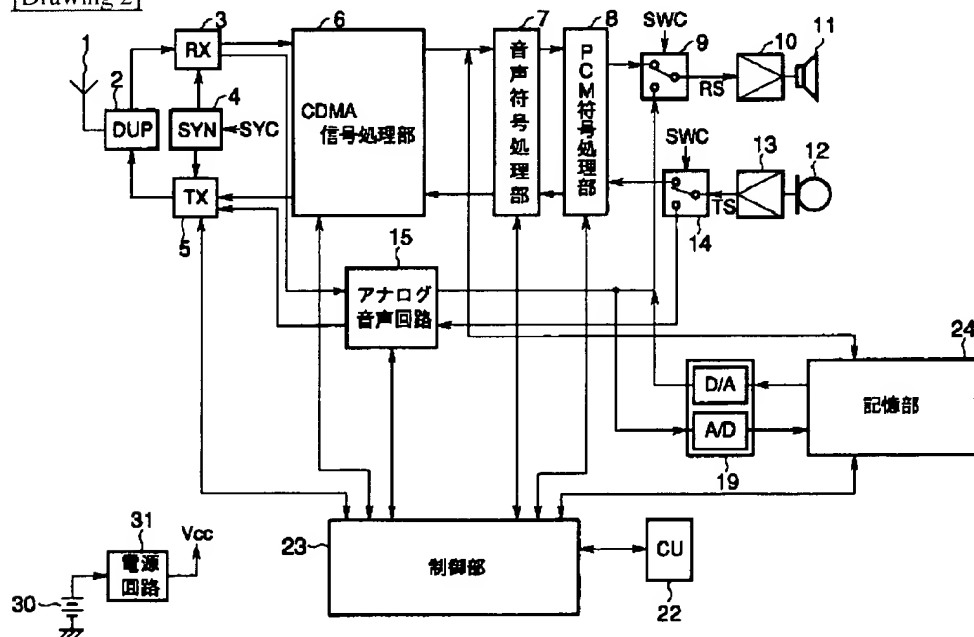 [Drawing 2]
1
2
DUP
3
RX
4
SYN
SYC
TX
5
6
CDMA
信号処理部
7
音声符号処理部
8
PCM符号処理部
SWC
9
RS
10
11
SWC
14
TS
13
12
15
アナログ
音声回路
D/A
A/D
19
24
記憶部
23
制御部
CU
22
30
31
電源
回路
Vcc